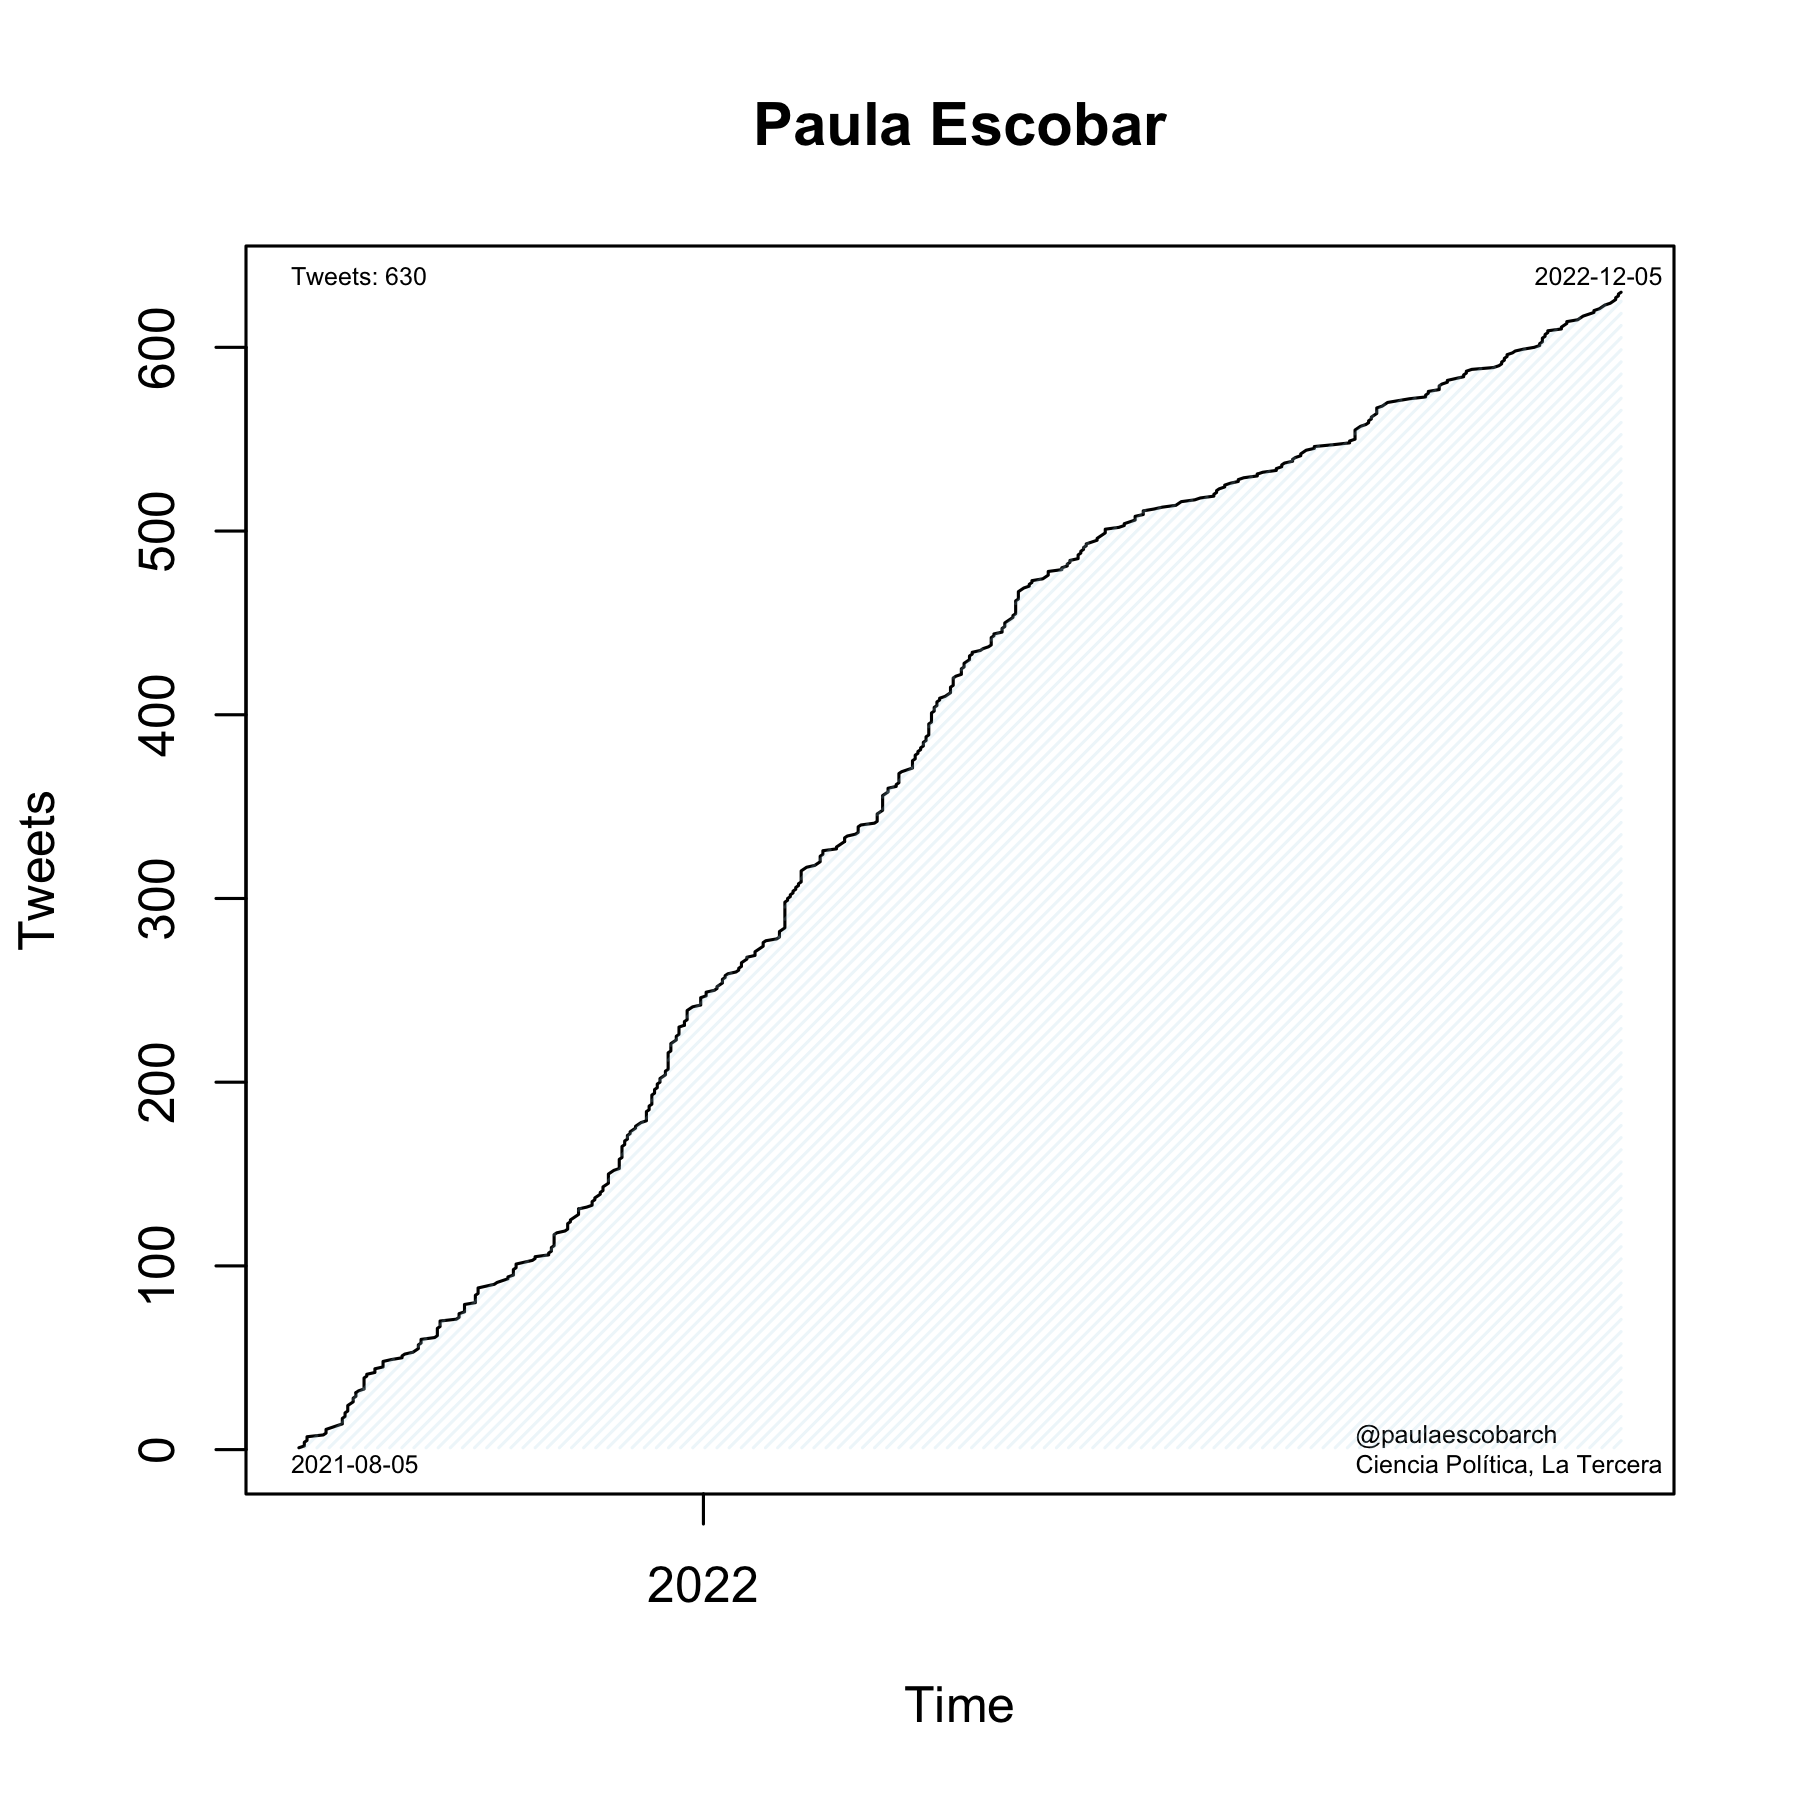 Paula Escobar
Tweets: 630
2022-12-05
600
500
400
300
200
100
0
Tweets
@paulaescobarch
2021-08-05
Ciencia Política, La Tercera
2022
Time